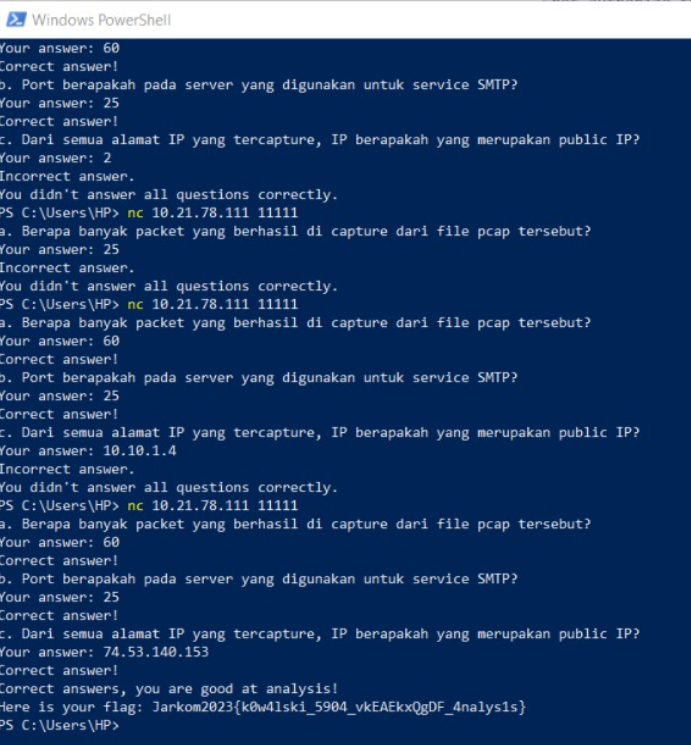 Windows PowerShell
Your answer: 60
Correct answer!
b. Port berapakah pada server yang digunakan untuk service SMTP?
Your answer: 25
Correct answer!
c. Dari semua alamat IP yang tercapture, IP berapakah yang merupakan public IP?
Your answer: 2
Incorrect answer.
You didn't answer all questions correctly.
PS C:\Users\HP> nc 10.21.78.111 11111
a. Berapa banyak packet yang berhasil di capture dari file pcap tersebut?
Your answer: 25
Incorrect answer.
You didn't answer all questions correctly.
PS C:\Users\HP> nc 10.21.78.111 11111
a. Berapa banyak packet yang berhasil di capture dari file pcap tersebut?
Your answer: 60
Correct answer!
b. Port berapakah pada server yang digunakan untuk service SMTP?
Your answer: 25
Correct answer!
c. Dari semua alamat IP yang tercapture, IP berapakah yang merupakan public IP?
Your answer: 10.10.1.4
Incorrect answer.
You didn't answer all questions correctly.
PS C:\Users\HP> nc 10.21.78.111 11111
a. Berapa banyak packet yang berhasil di capture dari file pcap tersebut?
Your answer: 60
Correct answer!
b. Port berapakah pada server yang digunakan untuk service SMTP?
Your answer: 25
Correct answer!
c. Dari semua alamat IP yang tercapture, IP berapakah yang merupakan public IP?
Your answer: 74.53.140.153
Correct answer!
Correct answers, you are good at analysis!
Here is your flag: Jarkom2023{k0w4lski_5904_vkEAEkxQgDF_4nalys1s}
PS C:\Users\HP>